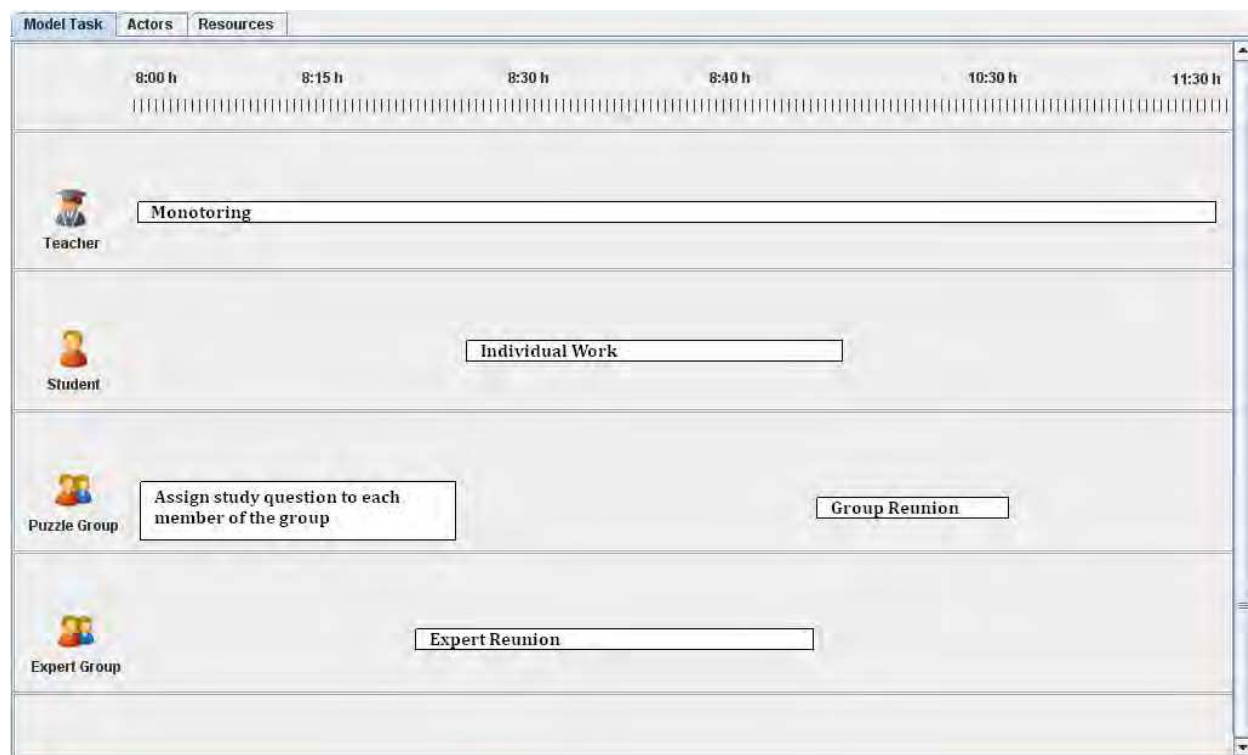 Model Task Actors Resources
8:00 h 8:15 h 8:30 h 8:40 h 10:30 h 11:30 h
Monotoring
Teacher
Individual Work
Student
Assign study question to each
member of the group
Group Reunion
Puzzle Group
Expert Reunion
Expert Group